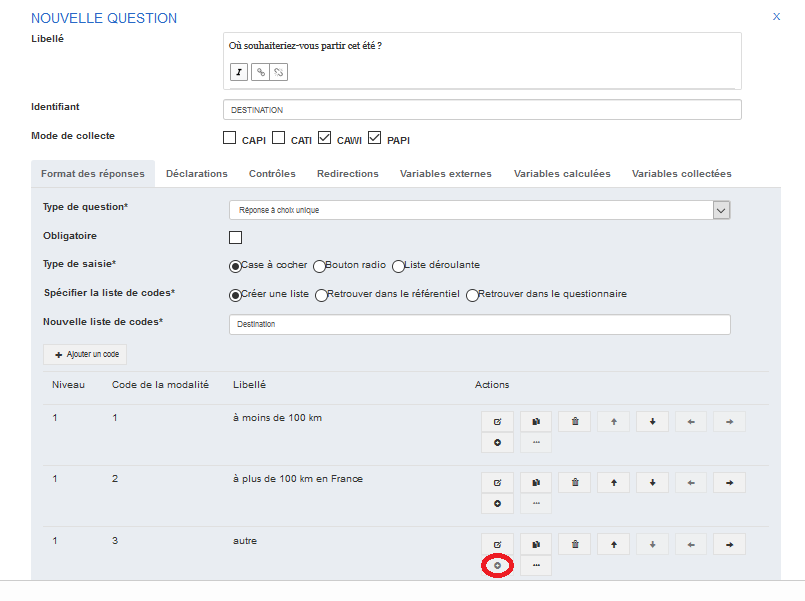 NOUVELLE QUESTION
X
Libellé
Où souhaiteriez-vous partir cet été ?
I
Identifiant
DESTINATION
Mode de collecte
CAPI CATI CAWI PAPI
Format des réponses Déclarations Contrôles Redirections Variables externes Variables calculées Variables collectées
Type de question*
Réponse à choix unique
Obligatoire
Type de saisie*
Case à cocher Bouton radio Liste déroulante
Spécifier la liste de codes*
Créer une liste Retrouver dans le référentiel Retrouver dans le questionnaire
Nouvelle liste de codes*
Destination
+ Ajouter un code
Niveau Code de la modalité Libellé Actions
1 1 à moins de 100 km
...
1 2 à plus de 100 km en France
...
1 3 autre
...